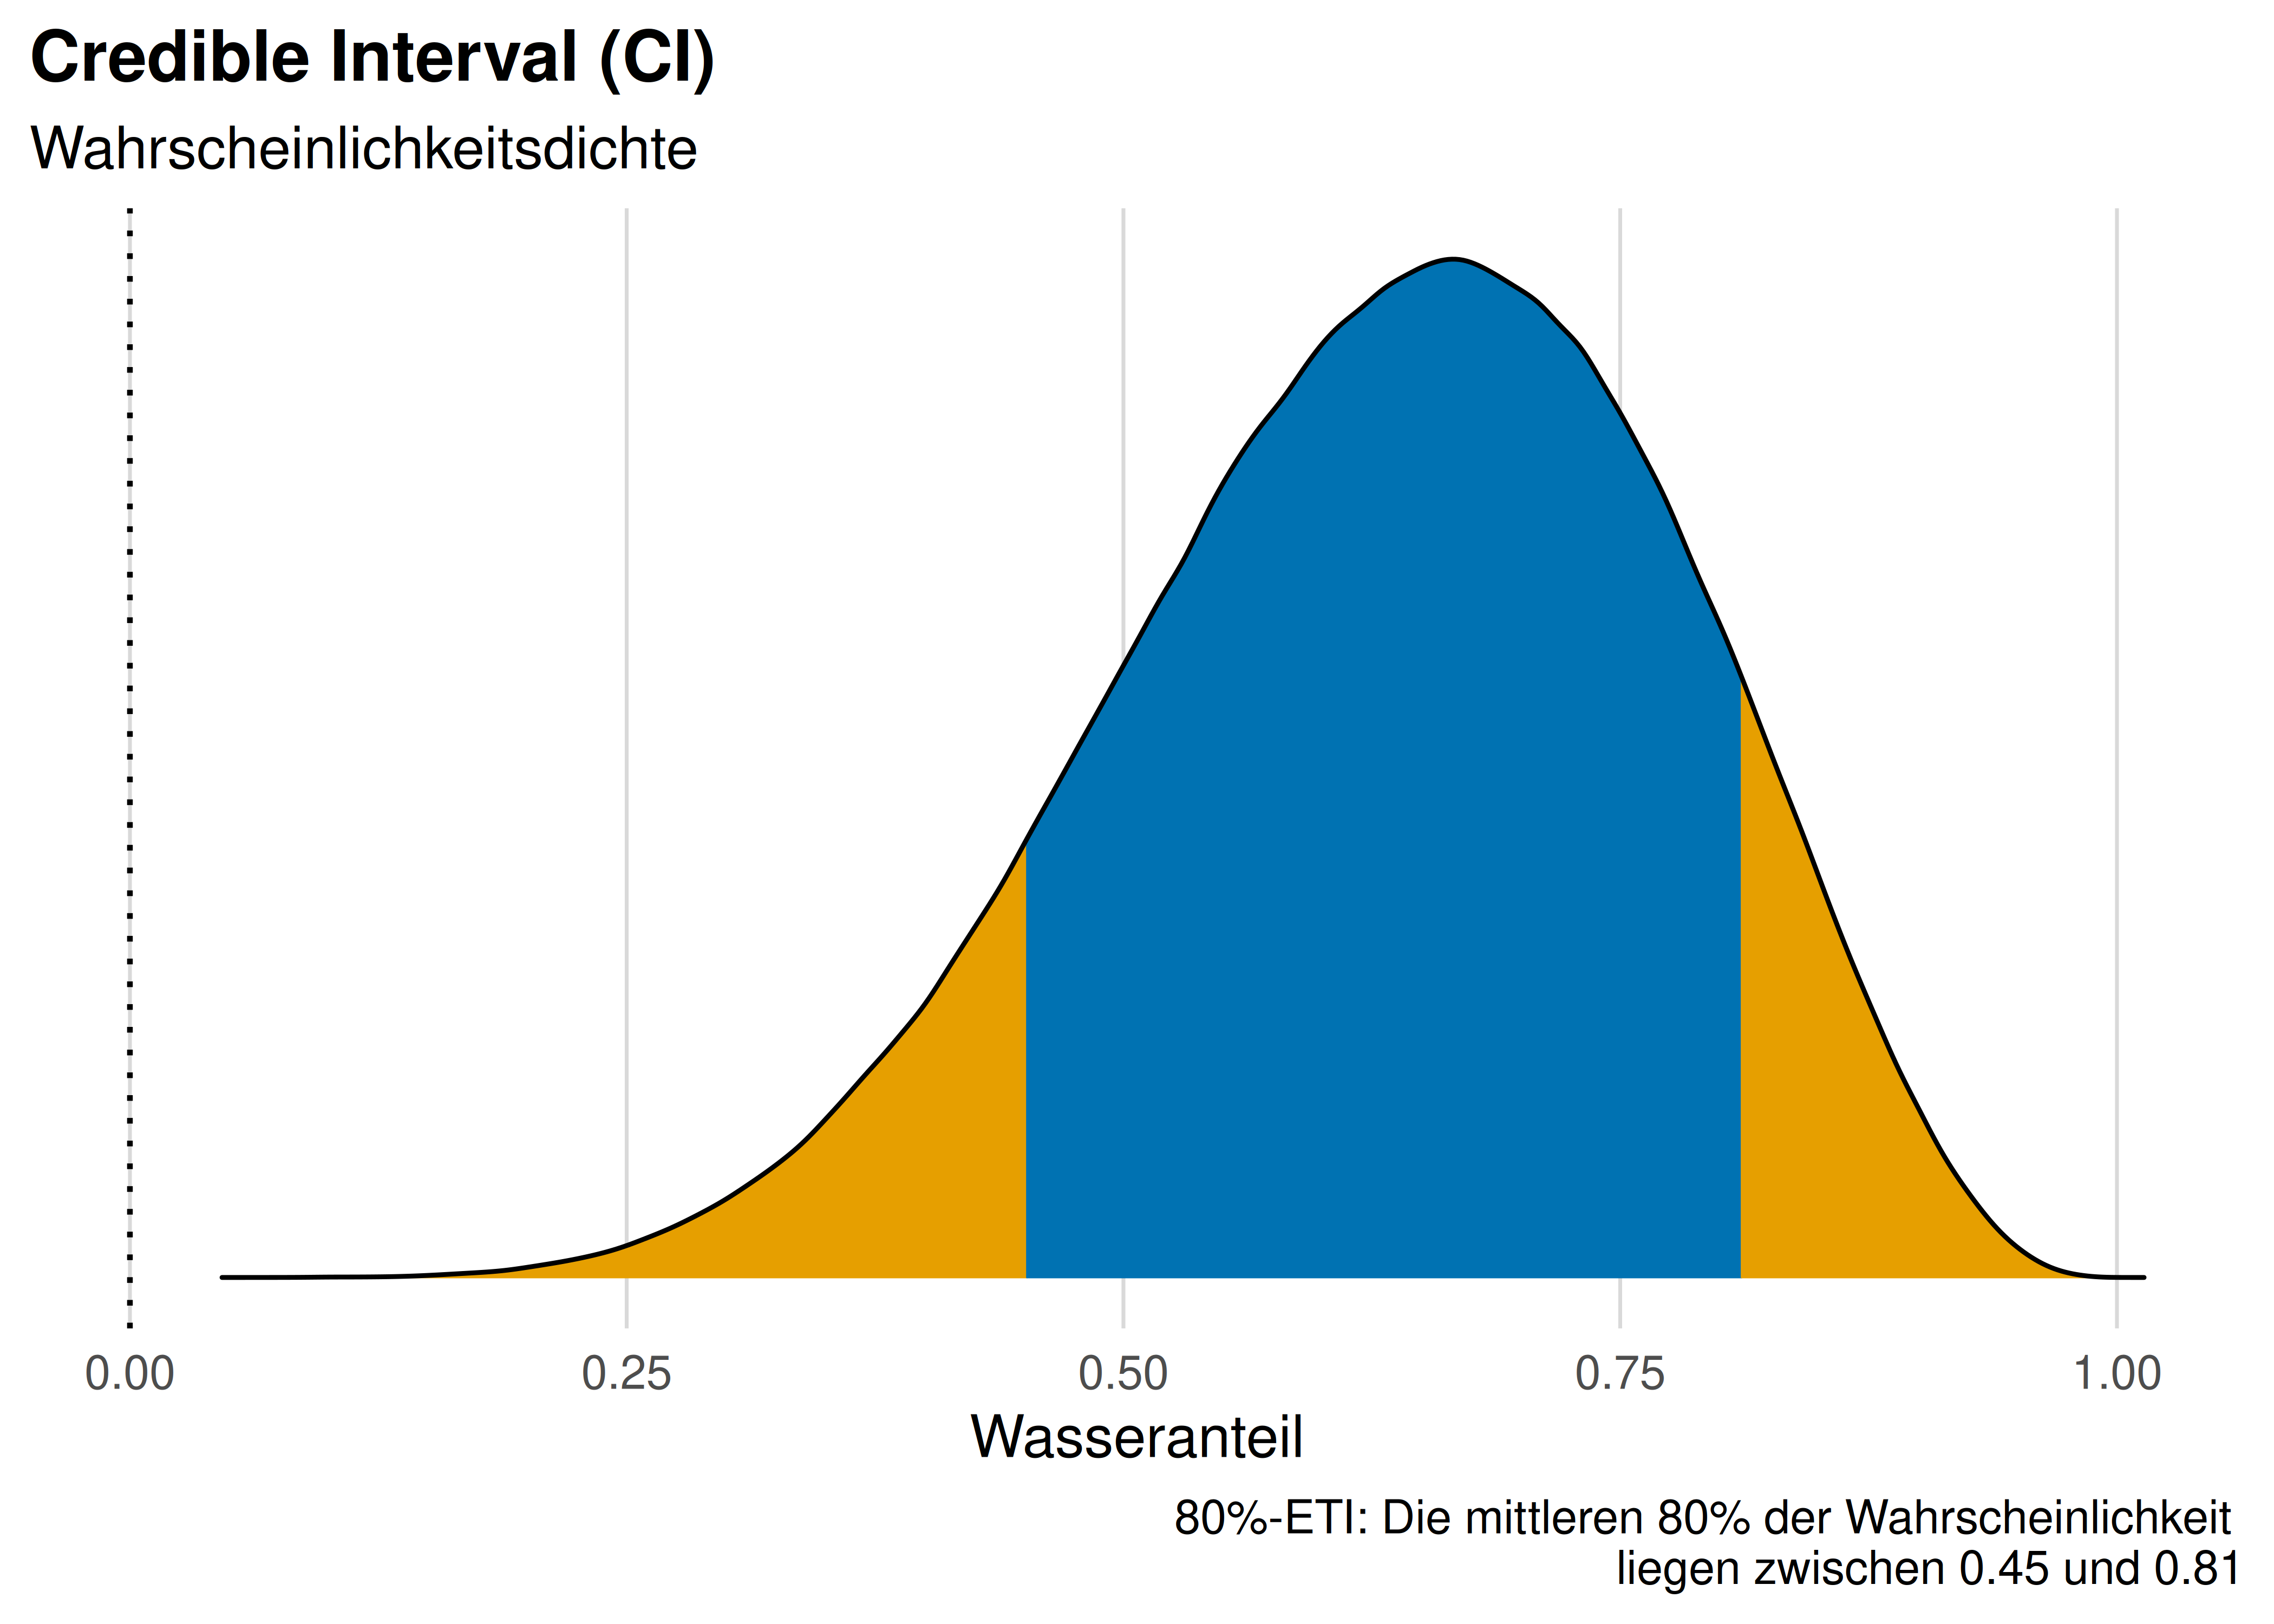 Credible Interval (CI)
Wahrscheinlichkeitsdichte
0.00 0.25 0.50 0.75 1.00
Wasseranteil
80%-ETI: Die mittleren 80% der Wahrscheinlichkeit
liegen zwischen 0.45 und 0.81